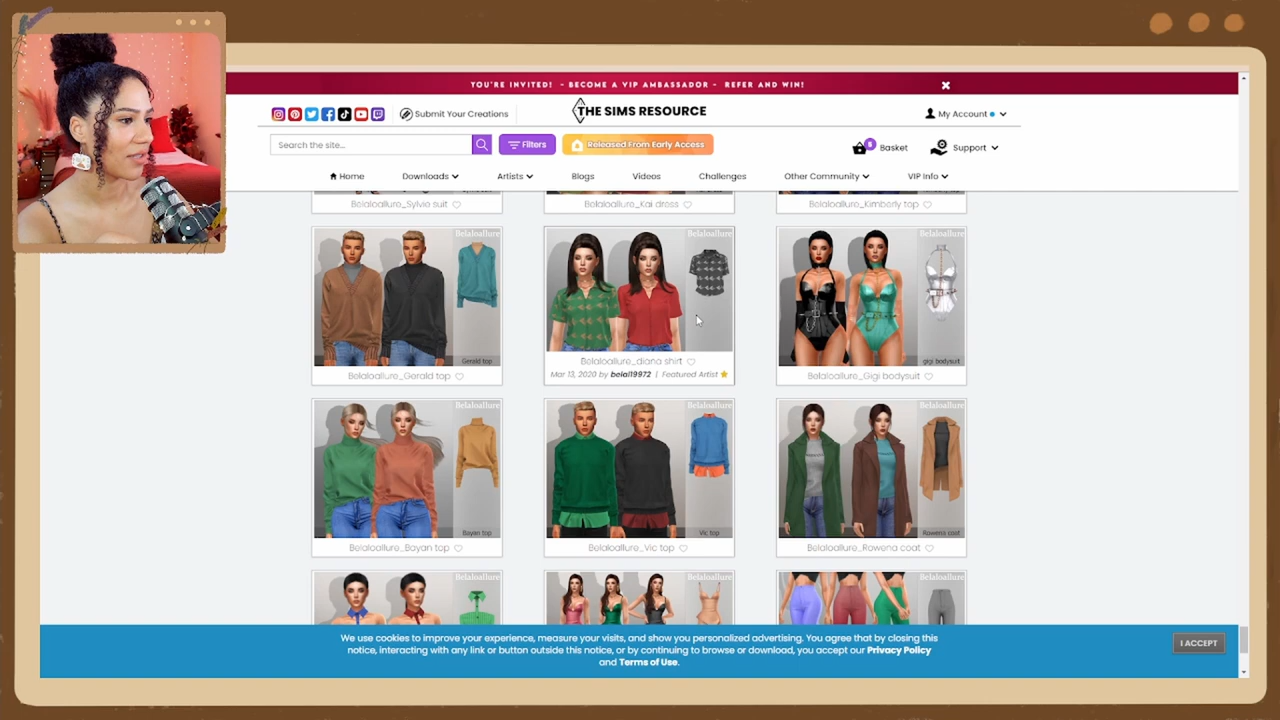 YOU'RE INVITED! - BECOME A VIP AMBASSADOR - REFER AND WIN!
Submit Your Creations
THE SIMS RESOURCE
My Account
Search the site...
Filters
Released From Early Access
Basket
Support
Home
Downloads
Artists
Blogs
Videos
Challenges
Other Community
VIP Info
Belaloallure_Sylvie suit
Belaloallure_Kai dress
Belaloallure_Kimberly top
Belaloallure
Gerald top
Belaloallure_Gerald top
Belaloallure
Belaloallure_diana shirt
Mar 13, 2020 by belal1972 | Featured Artist
Belaloallure
gigi bodysuit
Belaloallure_Gigi bodysuit
Belaloallure
Bayan top
Belaloallure_Bayan top
Belaloallure
Vic top
Belaloallure_Vic top
Belaloallure
Rowena coat
Belaloallure_Rowena coat
Belaloallure
Belaloallure
Belaloallure
We use cookies to improve your experience, measure your visits, and show you personalized advertising. You agree that by closing this
notice, interacting with any link or button outside this notice, or by continuing to browse or download, you accept our Privacy Policy
and Terms of Use.
I ACCEPT